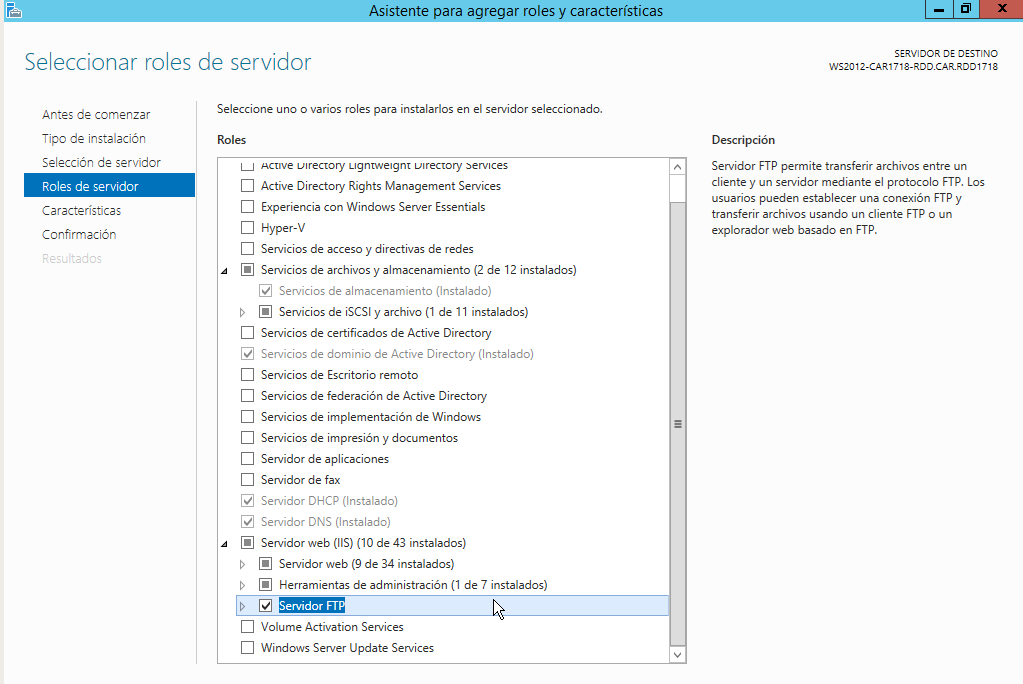 Asistente para agregar roles y características
Seleccionar roles de servidor
SERVIDOR DE DESTINO
WS2012-CAR1718-RDD.CAR.RDD1718
Antes de comenzar
Tipo de instalación
Selección de servidor
Roles de servidor
Características
Confirmación
Resultados
Seleccione uno o varios roles para instalarlos en el servidor seleccionado.
Roles
Active Directory Lightweight Directory Services
Active Directory Rights Management Services
Experiencia con Windows Server Essentials
Hyper-V
Servicios de acceso y directivas de redes
Servicios de archivos y almacenamiento (2 de 12 instalados)
Servicios de almacenamiento (Instalado)
Servicios de iSCSI y archivo (1 de 11 instalados)
Servicios de certificados de Active Directory
Servicios de dominio de Active Directory (Instalado)
Servicios de Escritorio remoto
Servicios de federación de Active Directory
Servicios de implementación de Windows
Servicios de impresión y documentos
Servidor de aplicaciones
Servidor de fax
Servidor DHCP (Instalado)
Servidor DNS (Instalado)
Servidor web (IIS) (10 de 43 instalados)
Servidor web (9 de 34 instalados)
Herramientas de administración (1 de 7 instalados)
Servidor FTP
Volume Activation Services
Windows Server Update Services
Descripción
Servidor FTP permite transferir archivos entre un
cliente y un servidor mediante el protocolo FTP. Los
usuarios pueden establecer una conexión FTP y
transferir archivos usando un cliente FTP o un
explorador web basado en FTP.